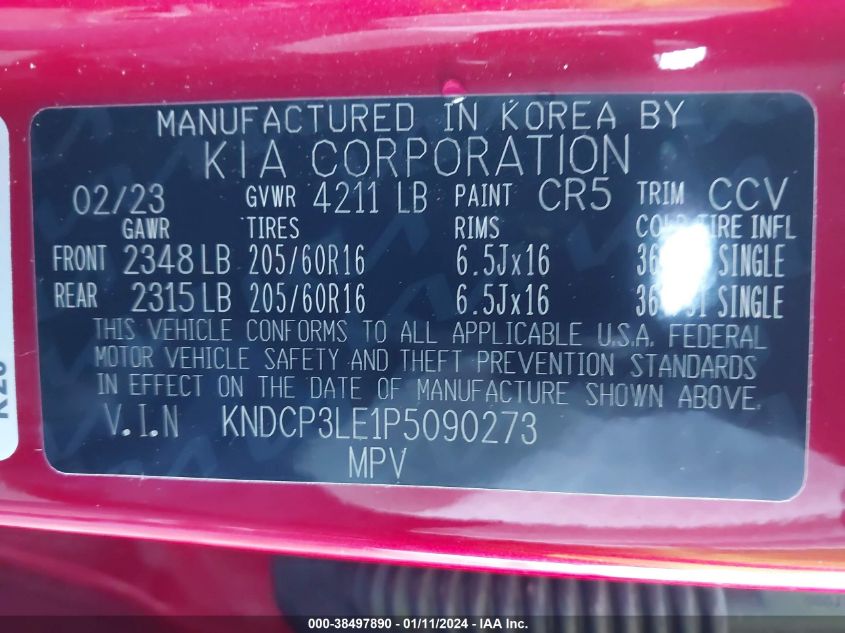 MANUFACTURED IN KOREA BY
KIA CORPORATION
02/23 GVWR 4211 LB PAINT CR5 TRIM CCV
GAWR TIRES RIMS TIRE INFL
FRONT 2348 LB 205/60R16 6.5Jx16 SINGLE
REAR 2315 LB 205/60R16 6.5Jx16 SINGLE
THIS VEHICLE CONFORMS TO ALL APPLICABLE U.S.A. FEDERAL
MOTOR VEHICLE SAFETY AND THEFT PREVENTION STANDARDS
IN EFFECT ON THE DATE OF MANUFACTURE SHOWN ABOVE.
V.I.N KNDCP3LE1P5090273
MPV
000-38497890 - 01/11/2024 - IAA Inc.